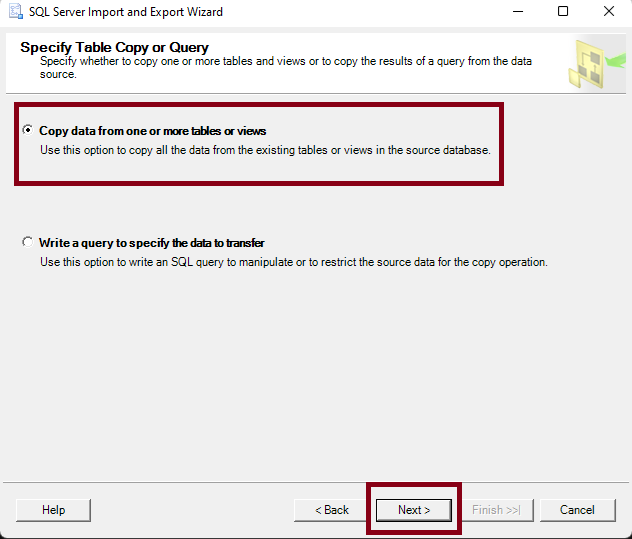 SQL Server Import and Export Wizard
Specify Table Copy or Query
Specify whether to copy one or more tables and views or to copy the results of a query from the data
source.
Copy data from one or more tables or views
Use this option to copy all the data from the existing tables or views in the source database.
Write a query to specify the data to transfer
Use this option to write an SQL query to manipulate or to restrict the source data for the copy operation.
Help
< Back
Next >
Finish >>|
Cancel